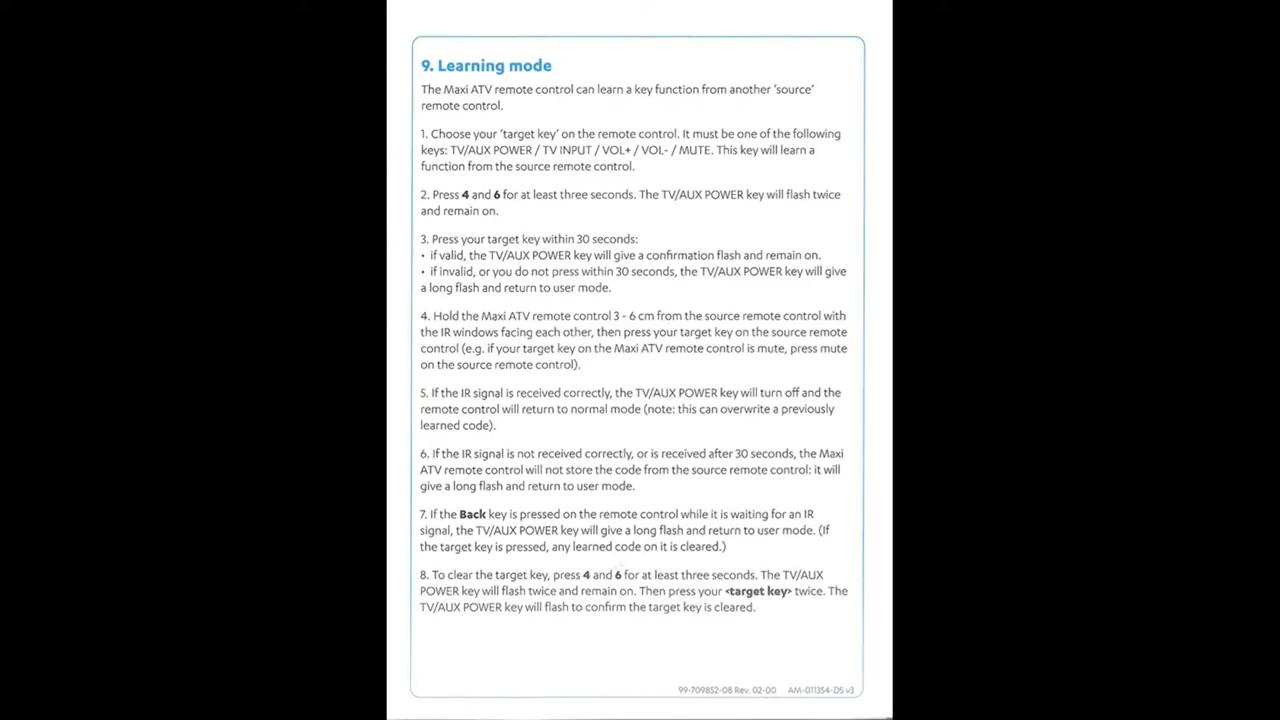 9. Learning mode
The Maxi ATV remote control can learn a key function from another ‘source’
remote control.
1. Choose your ‘target key’ on the remote control. It must be one of the following
keys: TV/AUX POWER / TV INPUT / VOL+ / VOL- / MUTE. This key will learn a
function from the source remote control.
2. Press 4 and 6 for at least three seconds. The TV/AUX POWER key will flash twice
and remain on.
3. Press your target key within 30 seconds:
• if valid, the TV/AUX POWER key will give a confirmation flash and remain on.
• if invalid, or you do not press within 30 seconds, the TV/AUX POWER key will give
a long flash and return to user mode.
4. Hold the Maxi ATV remote control 3 - 6 cm from the source remote control with
the IR windows facing each other, then press your target key on the source remote
control (e.g. if your target key on the Maxi ATV remote control is mute, press mute
on the source remote control).
5. If the IR signal is received correctly, the TV/AUX POWER key will turn off and the
remote control will return to normal mode (note: this can overwrite a previously
learned code).
6. If the IR signal is not received correctly, or is received after 30 seconds, the Maxi
ATV remote control will not store the code from the source remote control: it will
give a long flash and return to user mode.
7. If the Back key is pressed on the remote control while it is waiting for an IR
signal, the TV/AUX POWER key will give a long flash and return to user mode. (If
the target key is pressed, any learned code on it is cleared.)
8. To clear the target key, press 4 and 6 for at least three seconds. The TV/AUX
POWER key will flash twice and remain on. Then press your <target key> twice. The
TV/AUX POWER key will flash to confirm the target key is cleared.
99-709852-08 Rev. 02-00 AM-011354-DS v3